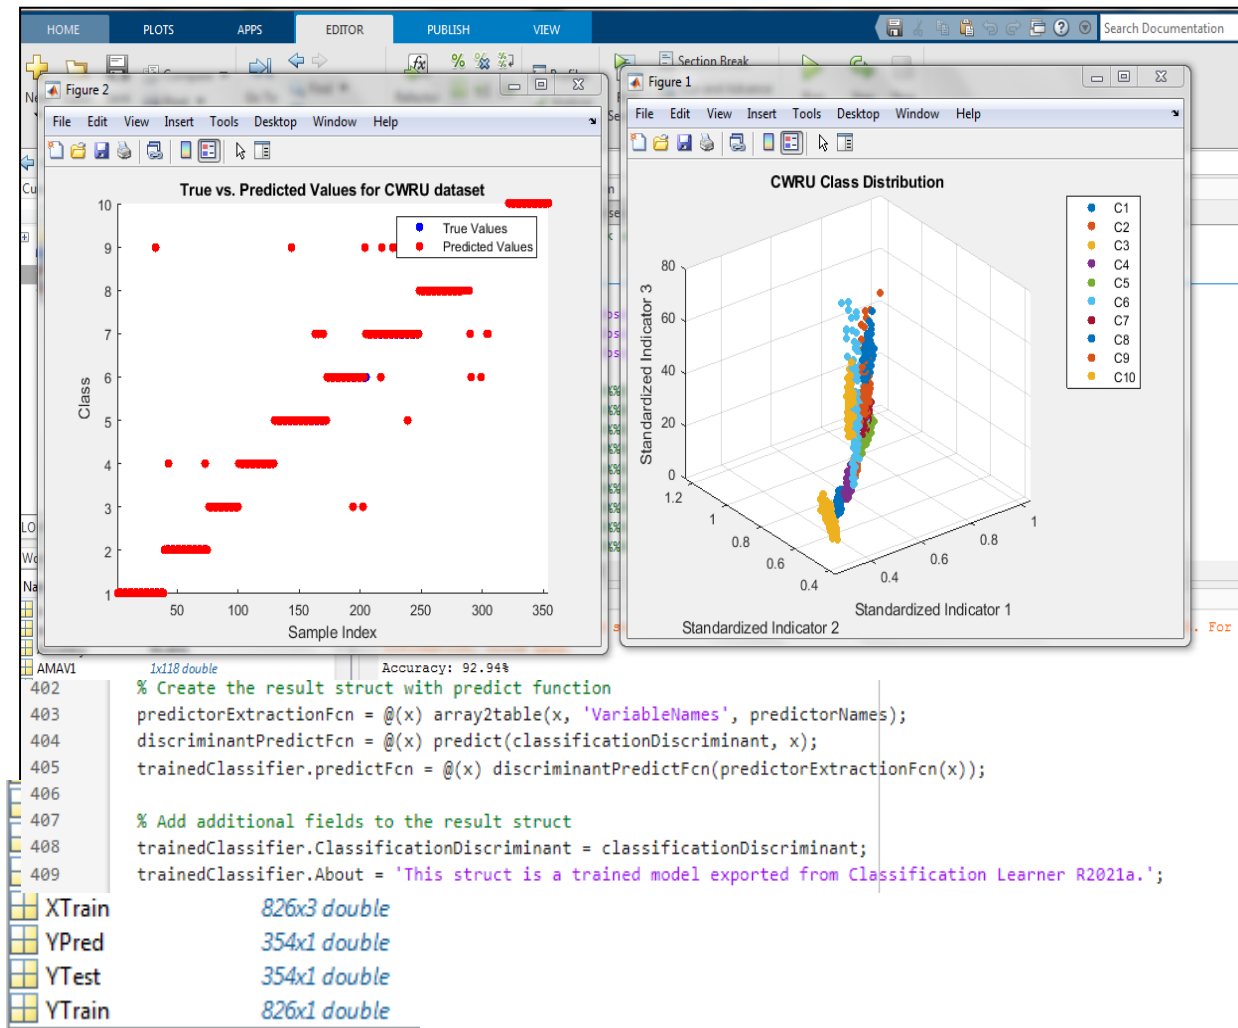 HOME PLOTS APPS EDITOR PUBLISH VIEW Search Documentation
Section Break
Figure 2
File Edit View Insert Tools Desktop Window Help
True vs. Predicted Values for CWRU dataset
True Values
Predicted Values
10
9
8
7
6
5
4
3
2
1
Class
50 100 150 200 250 300 350
Sample Index
Figure 1
File Edit View Insert Tools Desktop Window Help
CWRU Class Distribution
C1
C2
C3
C4
C5
C6
C7
C8
C9
C10
80
60
40
20
0
Standardized Indicator 3
1.2
1
0.8
0.6
0.4
Standardized Indicator 2
0.4
0.6
0.8
1
Standardized Indicator 1
. For
AMAV1 1x118 double
Accuracy: 92.94%
402 % Create the result struct with predict function
403 predictorExtractionFcn = @(x) array2table(x, 'VariableNames', predictorNames);
404 discriminantPredictFcn = @(x) predict(classificationDiscriminant, x);
405 trainedClassifier.predictFcn = @(x) discriminantPredictFcn(predictorExtractionFcn(x));
406
407 % Add additional fields to the result struct
408 trainedClassifier.ClassificationDiscriminant = classificationDiscriminant;
409 trainedClassifier.About = 'This struct is a trained model exported from Classification Learner R2021a.';
XTrain 826x3 double
YPred 354x1 double
YTest 354x1 double
YTrain 826x1 double